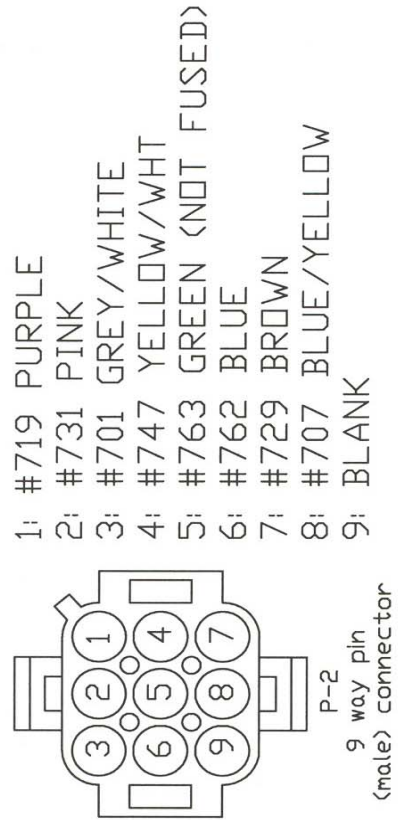 1: #719 PURPLE
2: #731 PINK
3: #701 GREY/WHITE
4: #747 YELLOW/WHT
5: #763 GREEN (NOT FUSED)
6: #762 BLUE
7: #729 BROWN
8: #707 BLUE/YELLOW
9: BLANK
3 2 1
6 5 4
9 8 7
P-2
9 way pin
(male) connector